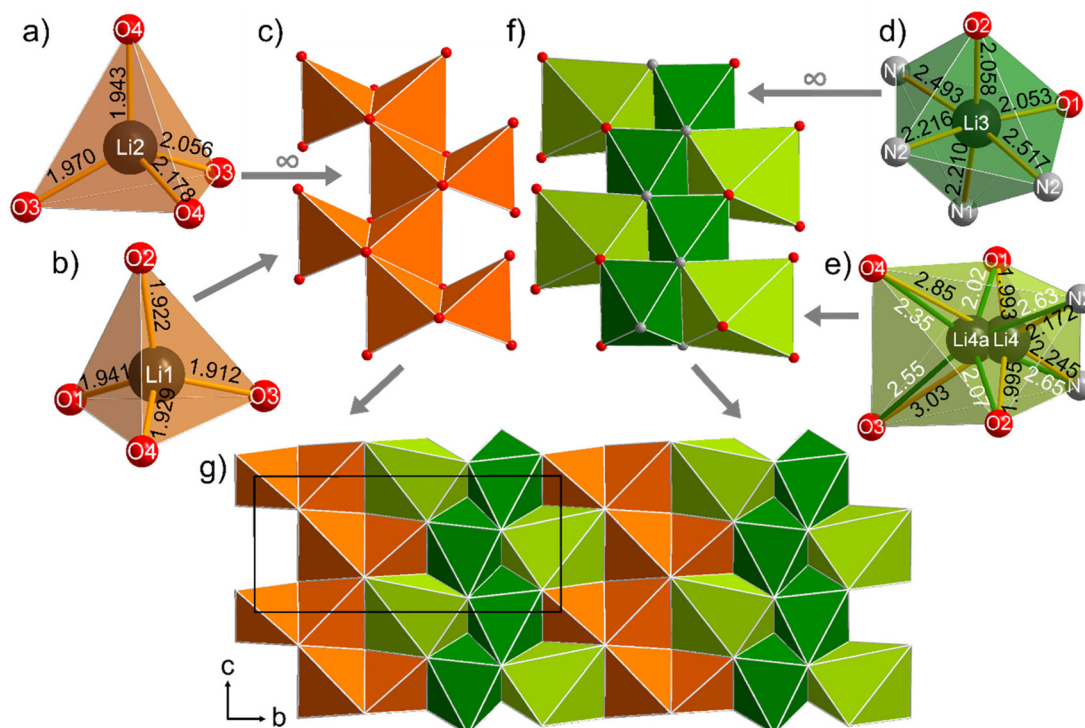 a)
O4
1.943
Li2
1.970
2.056
2.178
O3
O3
O4
∞
c)
f)
d)
O2
N1
2.058
2.493
O1
2.053
Li3
2.216
N2
2.517
2.210
N2
N1
∞
b)
O2
1.922
Li1
1.941
1.912
1.929
O1
O3
O4
e)
O4
O1
2.85
2.02
1.993
2.63
2.35
2.172
Li4a
Li4
2.245
2.55
2.07
1.995
2.65
3.03
O3
O2
g)
c
b